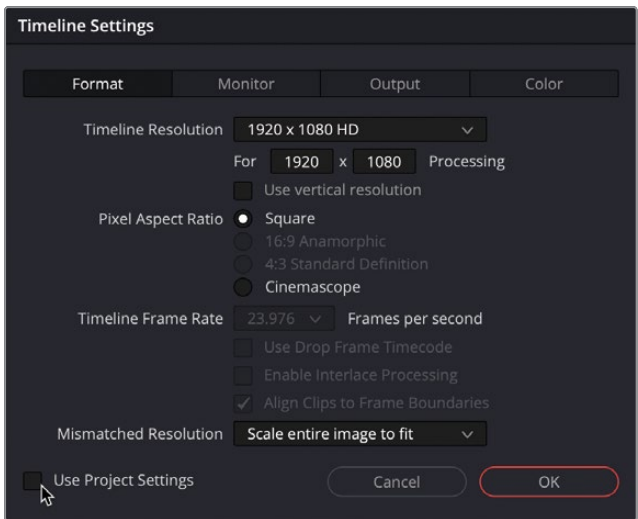 Timeline Settings
Format Monitor Output Color
Timeline Resolution 1920 x 1080 HD
For 1920 x 1080 Processing
Use vertical resolution
Pixel Aspect Ratio Square
16:9 Anamorphic
4:3 Standard Definition
Cinemascope
Timeline Frame Rate 23.976 Frames per second
Use Drop Frame Timecode
Enable Interlace Processing
Align Clips to Frame Boundaries
Mismatched Resolution Scale entire image to fit
Use Project Settings Cancel OK